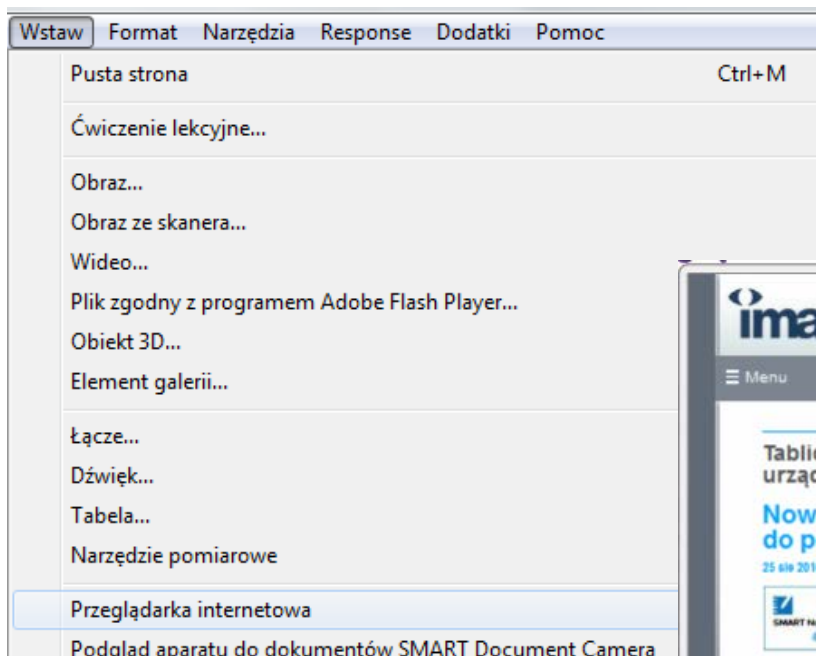 Wstaw Format Narzędzia Response Dodatki Pomoc
Pusta strona Ctrl+M
Ćwiczenie lekcyjne...
Obraz...
Obraz ze skanera...
Wideo...
Plik zgodny z programem Adobe Flash Player...
Obiekt 3D...
Element galerii...
Łącze...
Dźwięk...
Tabela...
Narzędzie pomiarowe
Przeglądarka internetowa
Podgląd aparatu do dokumentów SMART Document Camera
ima
Menu
Tablic
urząd
Now
do p
25 sie 201
SMART N